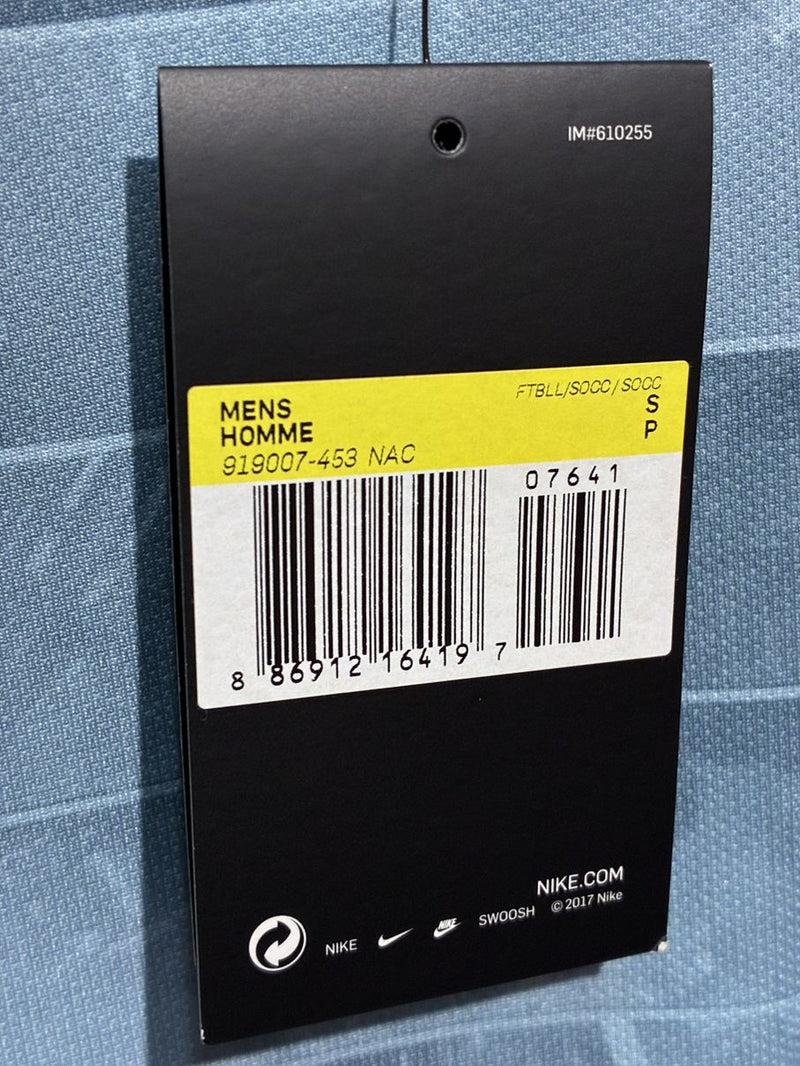 IM#610255
FTBLL/SOCC/SOCC
MENS S
HOMME P
919007-453 NAC
07641
8 86912 16419 7
NIKE.COM
NIKE NIKE SWOOSH © 2017 Nike